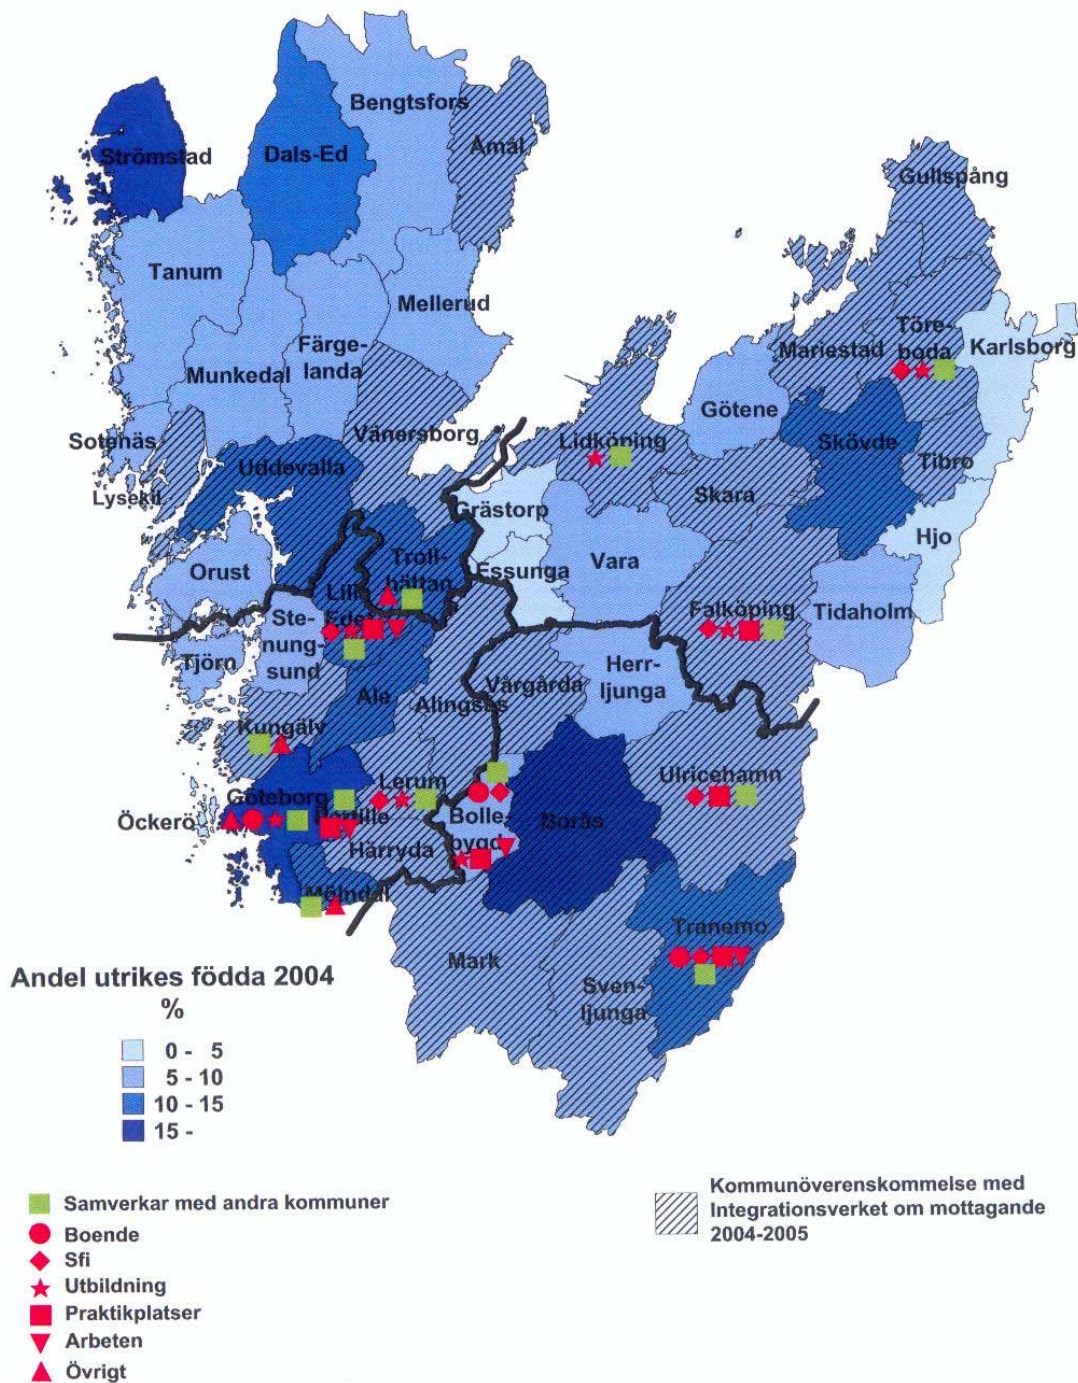 Bengtsfors
Strömstad
Dals-Ed
Åmål
Gullspång
Tanum
Mellerud
Töre-
boda
Karlsborg
Mariestad
Färge-
landa
Munkedal
Götene
Sotenäs
Vänersborg
Lidköping
Skövde
Tibro
Uddevalla
Lysekil
Skara
Grästorp
Hjo
Orust
Troll-
hättan
Essunga
Vara
Lilla
Edet
Falköping
Tidaholm
Ste-
nung-
sund
Tjörn
Herr-
ljunga
Vårgårda
Ale
Alingsås
Kungälv
Lerum
Ulricehamn
Göteborg
Öckerö
Partille
Bolle-
bygd
Borås
Härryda
Mölndal
Tranemo
Mark
Sven-
ljunga
Andel utrikes födda 2004
%
0 - 5
5 - 10
10 - 15
15 -
Samverkar med andra kommuner
Boende
Sfi
Utbildning
Praktikplatser
Arbeten
Övrigt
Kommunöverenskommelse med
Integrationsverket om mottagande
2004-2005